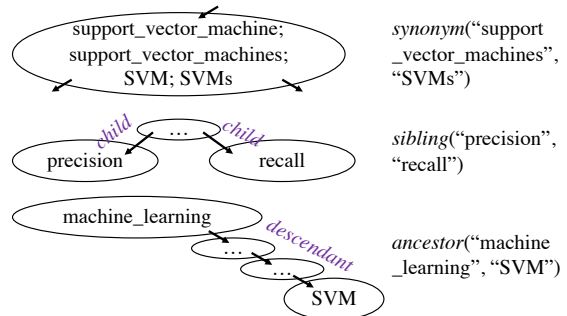 support_vector_machine;
support_vector_machines;
SVM; SVMs
synonym(“support
_vector_machines”,
“SVMs”)
child
...
child
precision
recall
sibling(“precision”,
“recall”)
machine_learning
descendant
...
...
SVM
ancestor(“machine
_learning”, “SVM”)